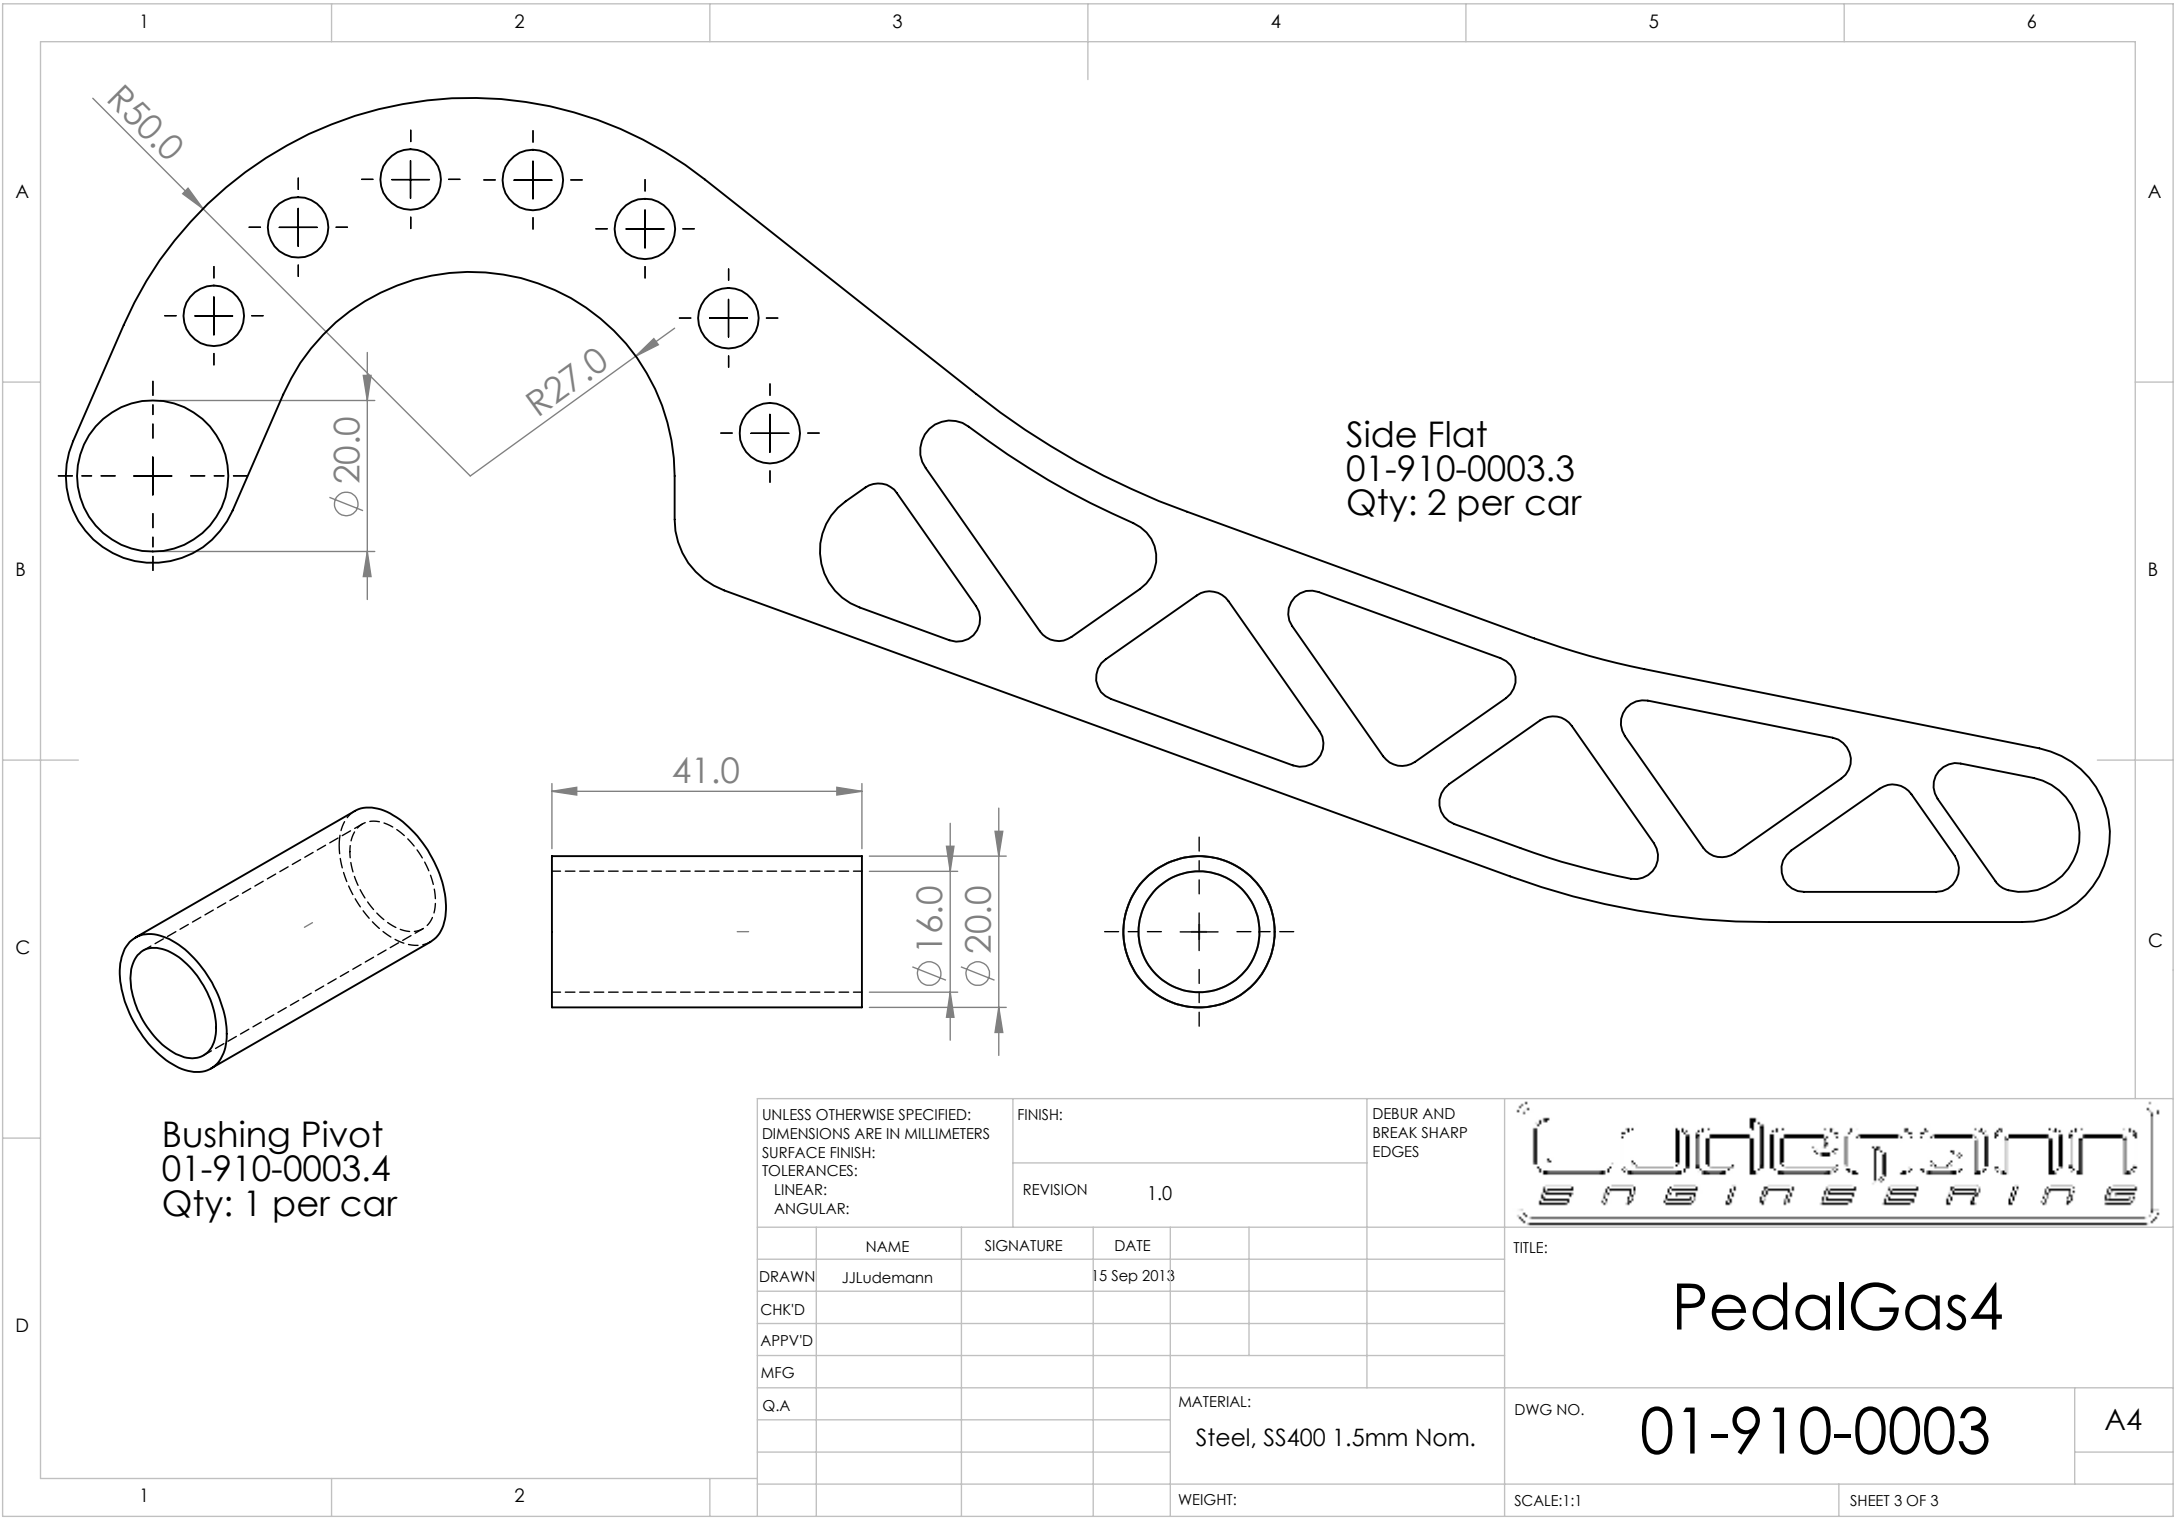 1 2 3 4 5 6
R50.0
A A
R27.0
⌀20.0
Side Flat
01-910-0003.3
Qty: 2 per car
B B
41.0
⌀16.0
⌀20.0
C C
Bushing Pivot
01-910-0003.4
Qty: 1 per car
UNLESS OTHERWISE SPECIFIED:
DIMENSIONS ARE IN MILLIMETERS
SURFACE FINISH:
TOLERANCES:
LINEAR:
ANGULAR:
FINISH:
REVISION 1.0
DEBUR AND
BREAK SHARP
EDGES
Ludemann
ENGINEERING
NAME SIGNATURE DATE
DRAWN JJLudemann 15 Sep 2013
CHK'D
APPV'D
MFG
Q.A
MATERIAL:
Steel, SS400 1.5mm Nom.
WEIGHT:
TITLE:
PedalGas4
DWG NO. 01-910-0003
A4
SCALE:1:1
SHEET 3 OF 3
D
1 2